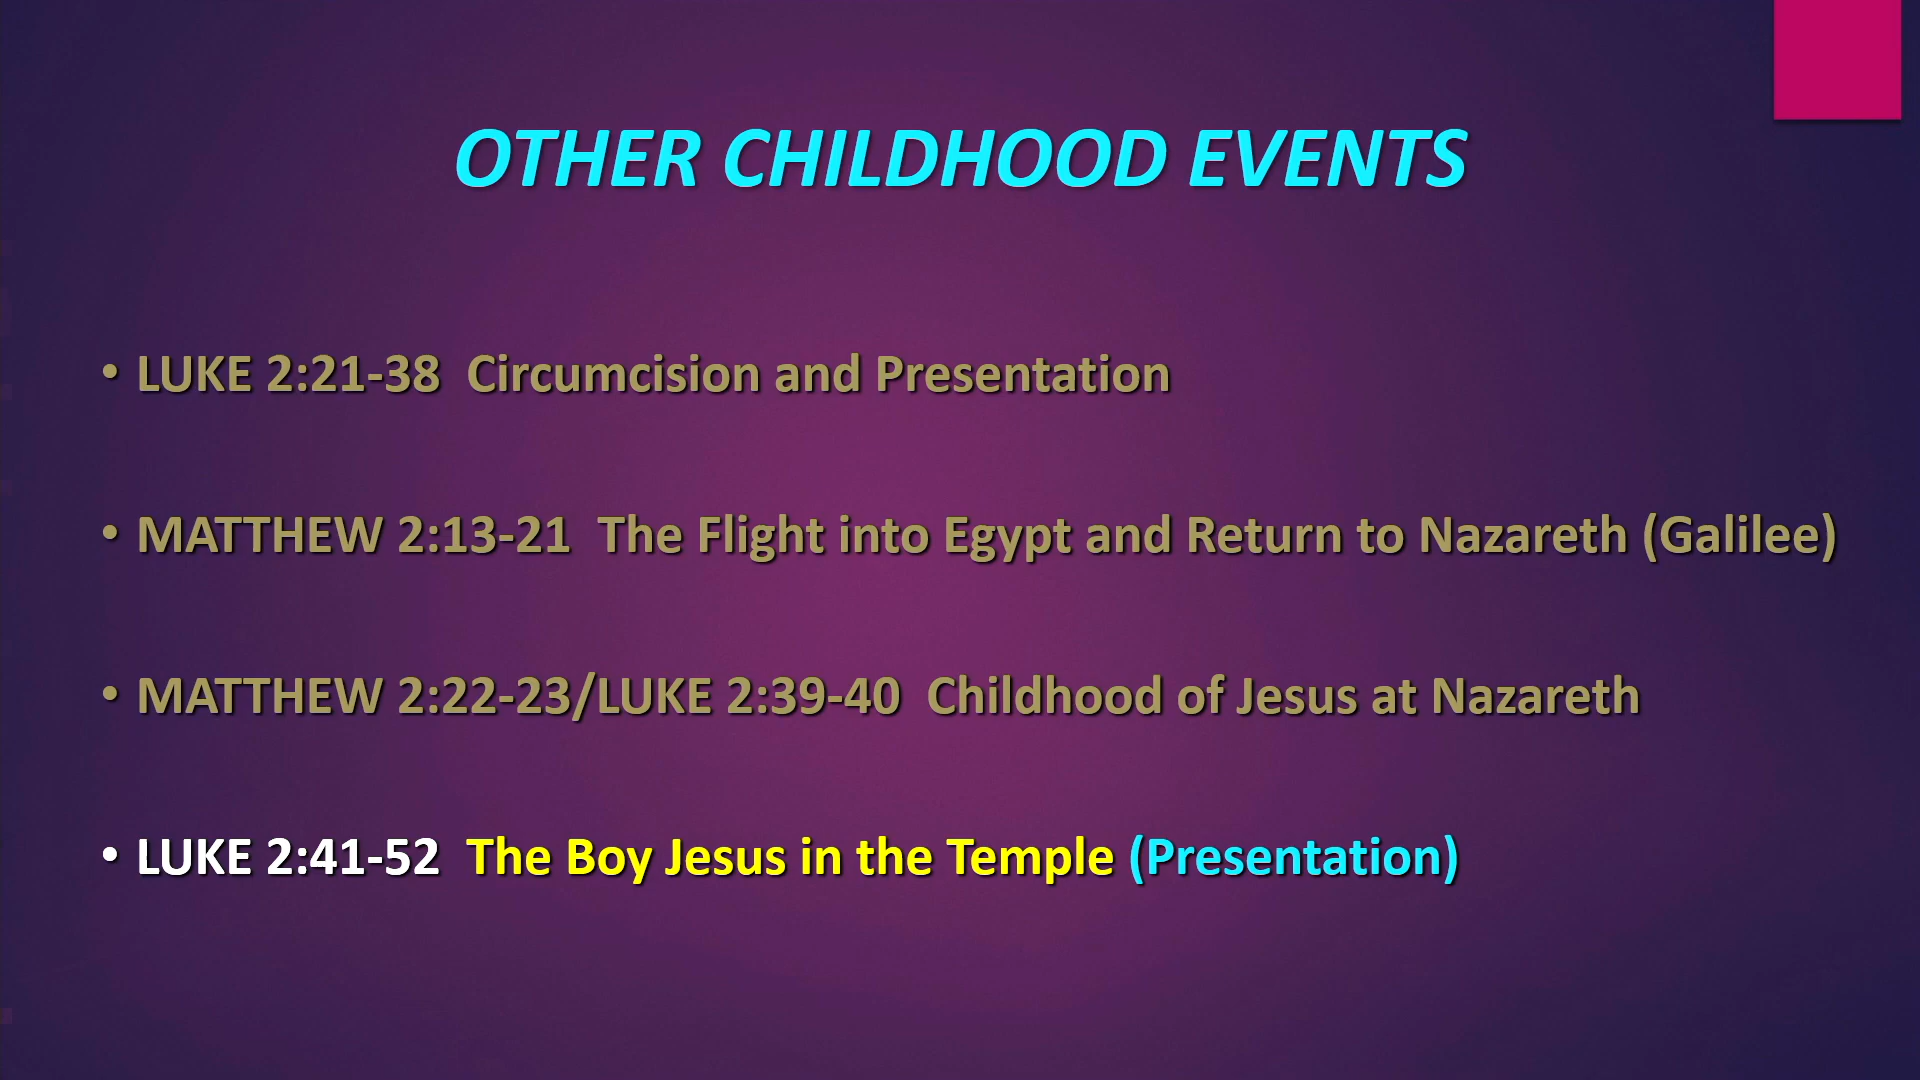 OTHER CHILDHOOD EVENTS
• LUKE 2:21-38  Circumcision and Presentation
• MATTHEW 2:13-21  The Flight into Egypt and Return to Nazareth (Galilee)
• MATTHEW 2:22-23/LUKE 2:39-40  Childhood of Jesus at Nazareth
• LUKE 2:41-52  The Boy Jesus in the Temple (Presentation)